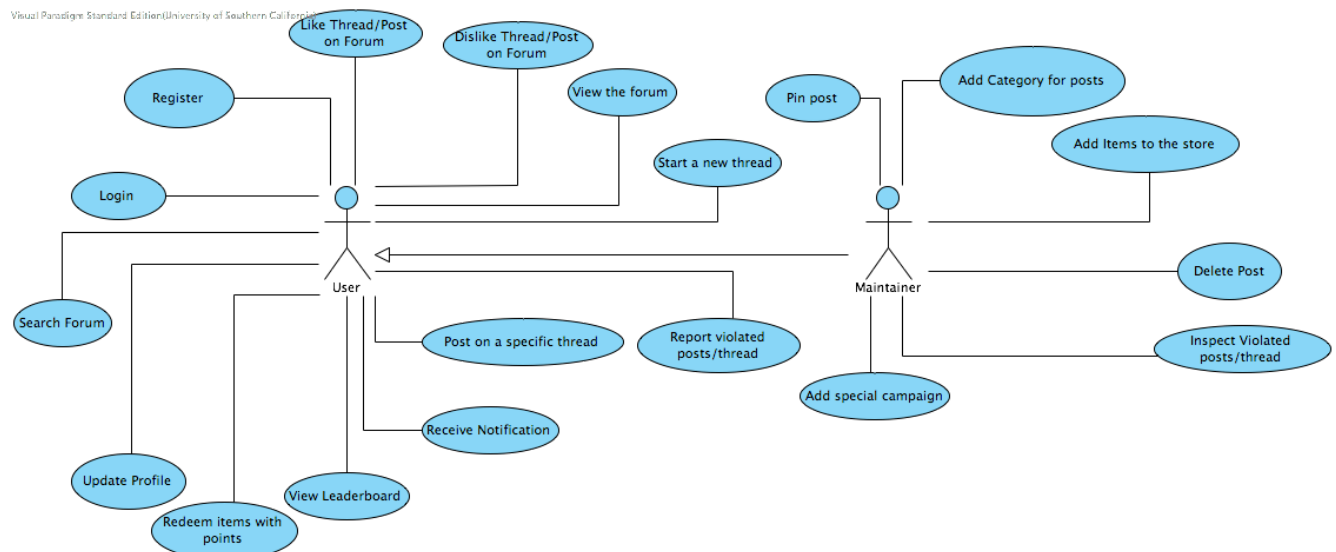 Visual Paradigm Standard Edition(University of Southern California)
Like Thread/Post
on Forum
Dislike Thread/Post
on Forum
Register
View the forum
Pin post
Add Category for posts
Start a new thread
Add Items to the store
Login
User
Maintainer
Delete Post
Search Forum
Post on a specific thread
Report violated
posts/thread
Inspect Violated
posts/thread
Add special campaign
Receive Notification
Update Profile
View Leaderboard
Redeem items with
points